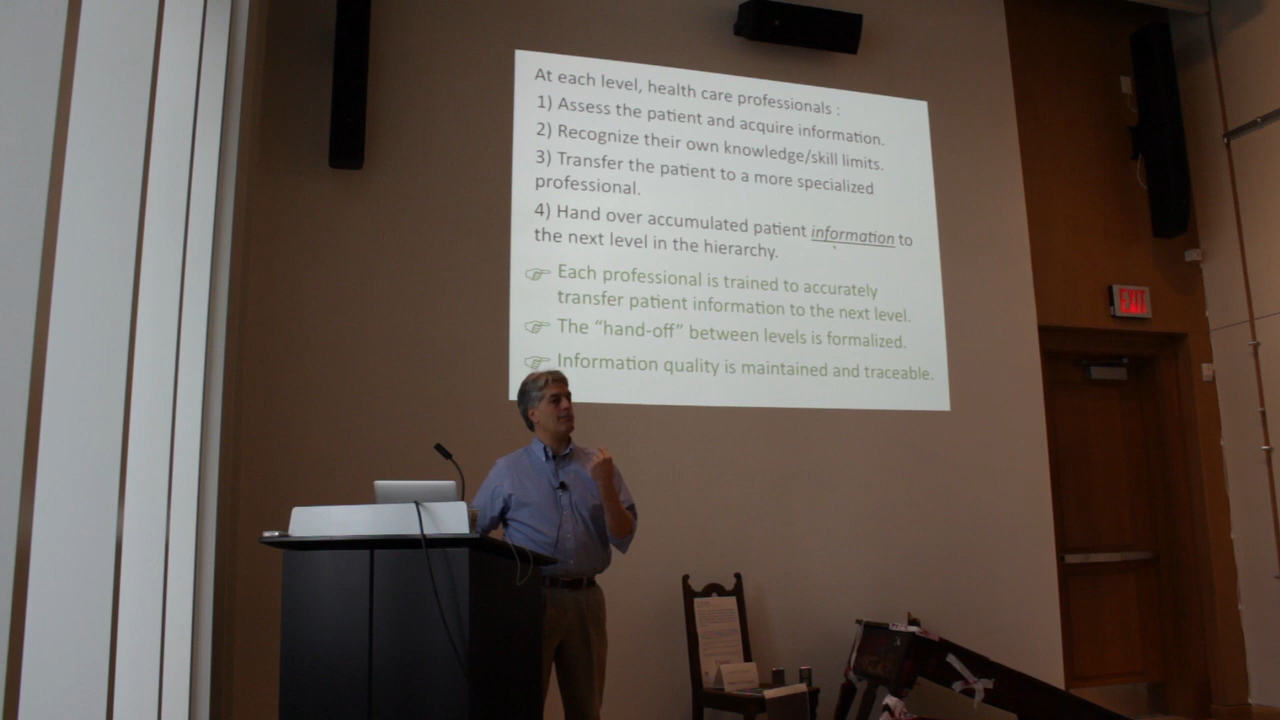 At each level, health care professionals :
1) Assess the patient and acquire information.
2) Recognize their own knowledge/skill limits.
3) Transfer the patient to a more specialized
professional.
4) Hand over accumulated patient information to
the next level in the hierarchy.
Each professional is trained to accurately
transfer patient information to the next level.
The “hand-off” between levels is formalized.
Information quality is maintained and traceable.
EXIT